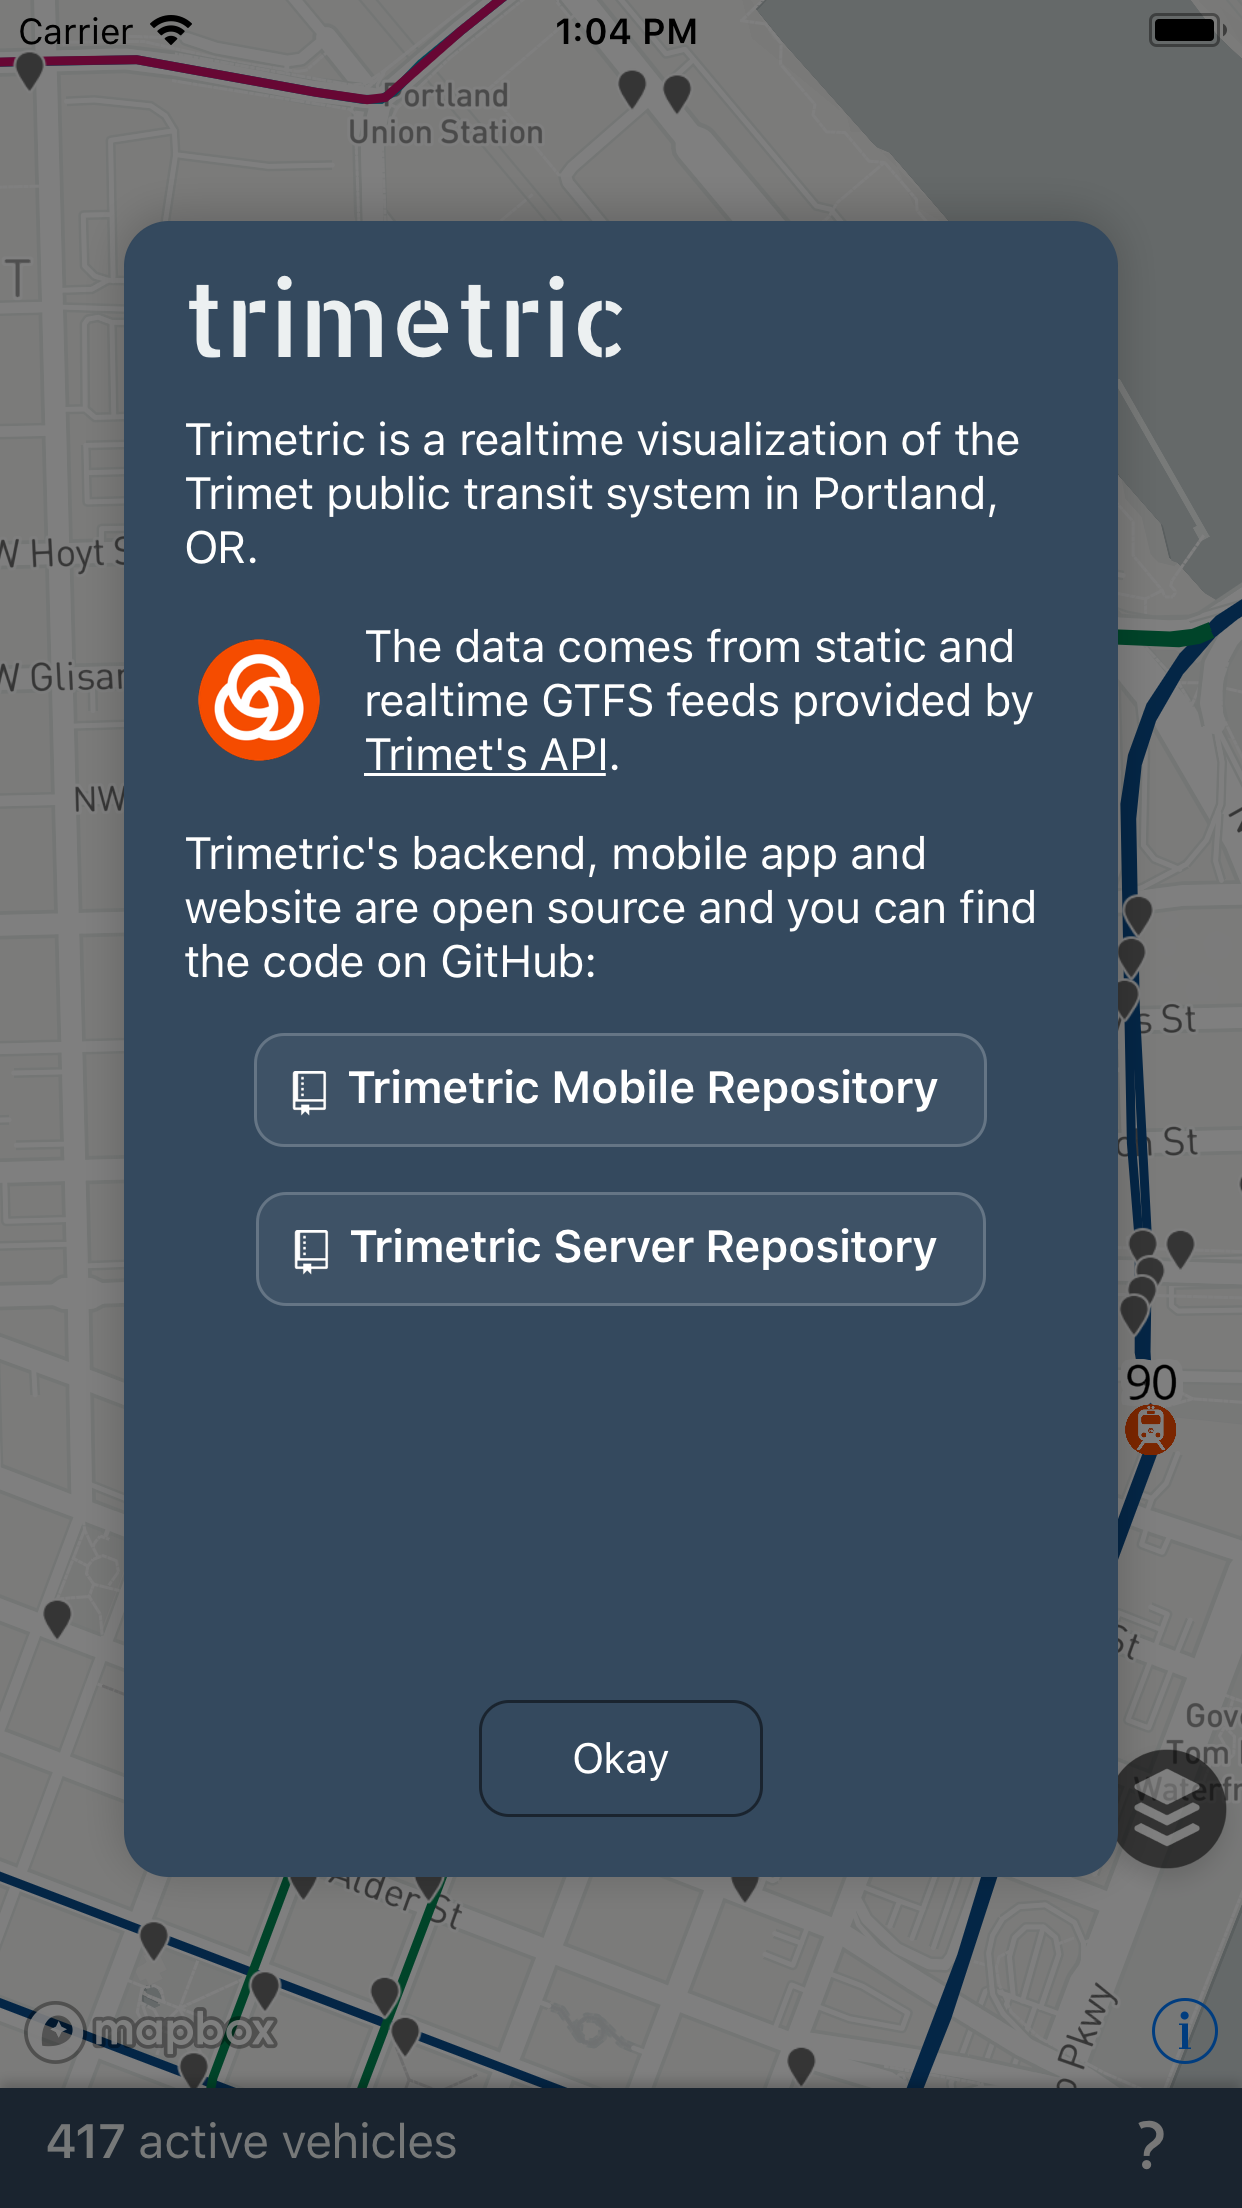 Carrier
1:04 PM
Portland
Union Station
T
trimetric
Trimetric is a realtime visualization of the
Trimet public transit system in Portland,
OR.
W Hoyt S
The data comes from static and
realtime GTFS feeds provided by
Trimet's API.
W Glisan
NW
Trimetric's backend, mobile app and
website are open source and you can find
the code on GitHub:
s St
Trimetric Mobile Repository
St
Trimetric Server Repository
90
St
Gov
Tom
Waterfr
Okay
Alder St
o Pkwy
mapbox
i
417 active vehicles
?